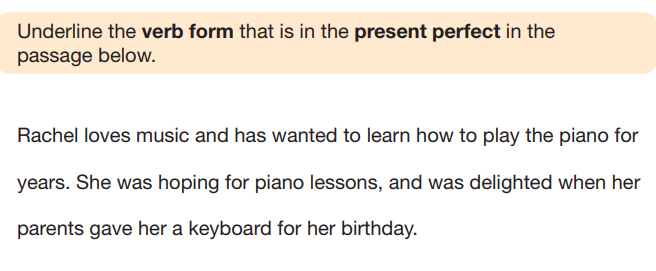 Underline the verb form that is in the present perfect in the
passage below.
Rachel loves music and has wanted to learn how to play the piano for
years. She was hoping for piano lessons, and was delighted when her
parents gave her a keyboard for her birthday.